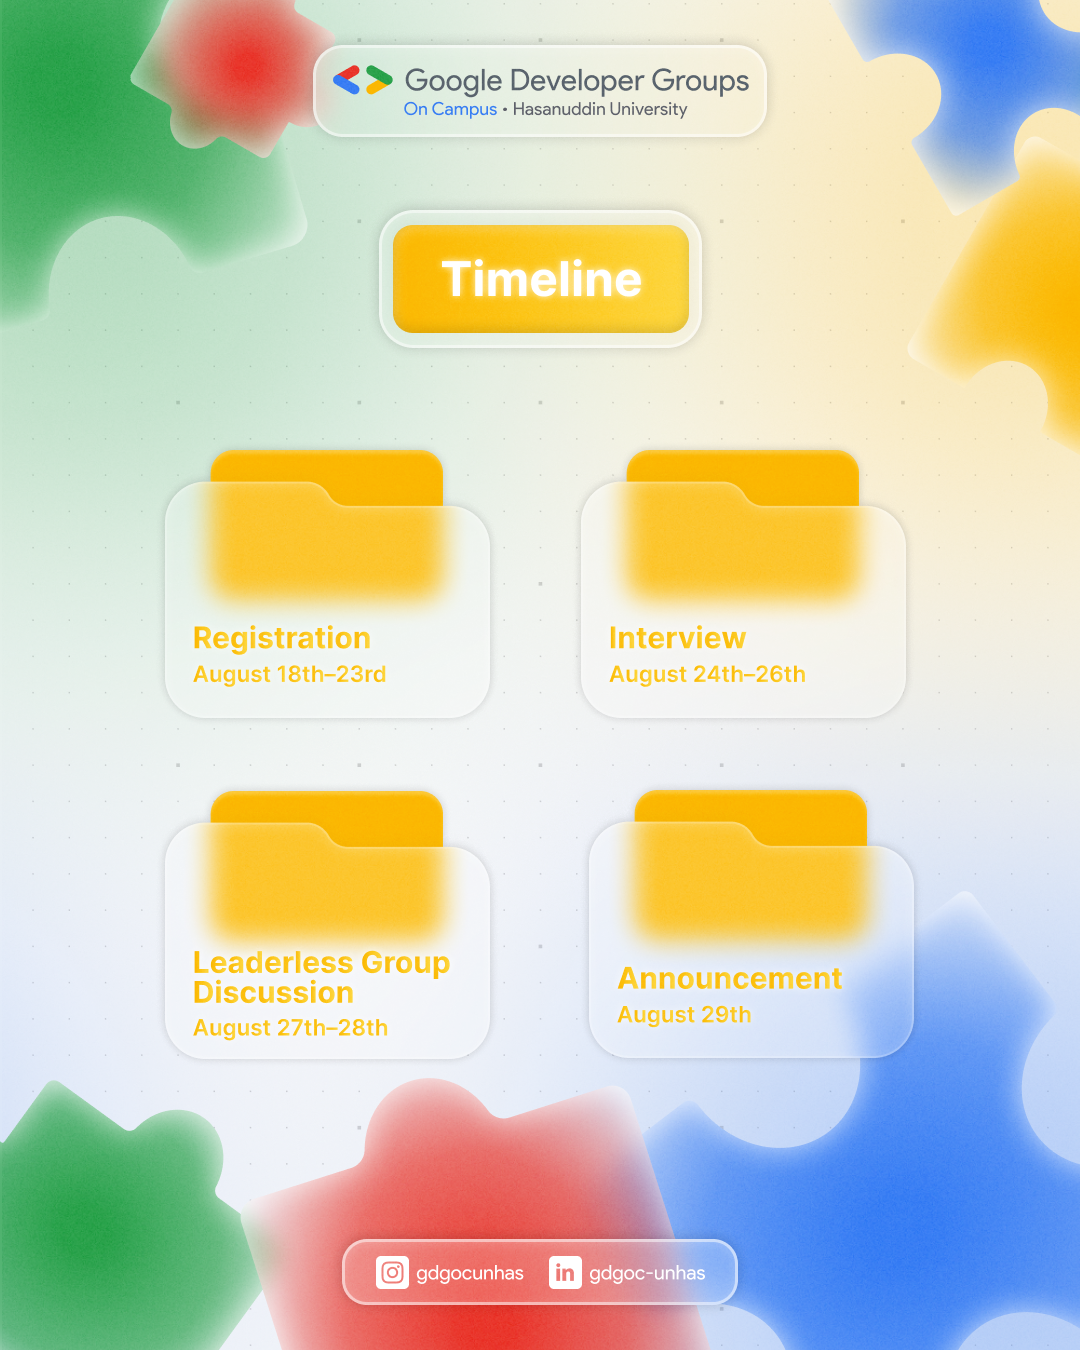 Google Developer Groups
On Campus • Hasanuddin University
Timeline
Registration
August 18th–23rd
Interview
August 24th–26th
Leaderless Group
Discussion
August 27th–28th
Announcement
August 29th
gdgocunhas
gdgoc-unhas